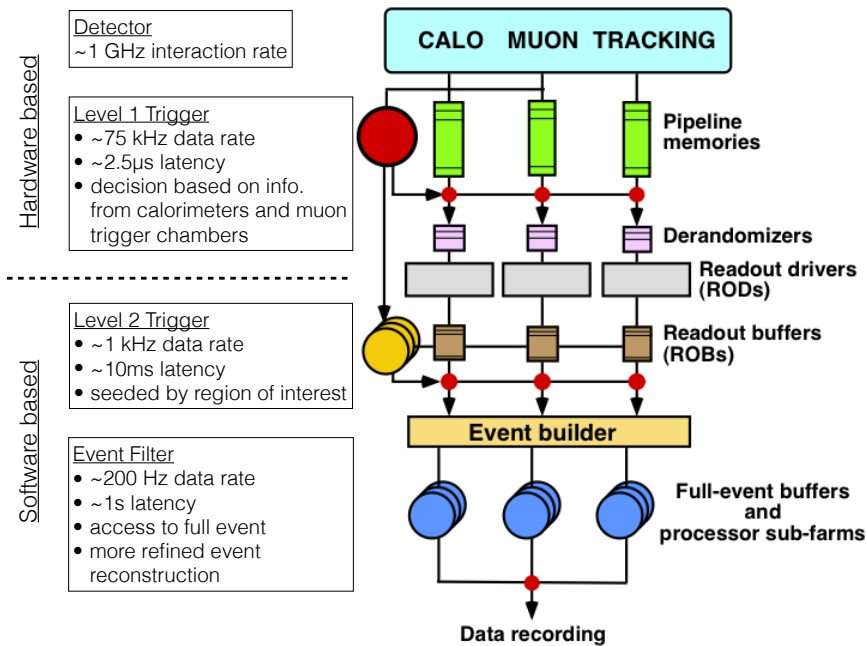 Hardware based
Software based
Detector
~1 GHz interaction rate
Level 1 Trigger
• ~75 kHz data rate
• ~2.5µs latency
• decision based on info.
from calorimeters and muon
trigger chambers
Level 2 Trigger
• ~1 kHz data rate
• ~10ms latency
• seeded by region of interest
Event Filter
• ~200 Hz data rate
• ~1s latency
• access to full event
• more refined event
reconstruction
CALO MUON TRACKING
Pipeline
memories
Derandomizers
Readout drivers
(RODs)
Readout buffers
(ROBs)
Event builder
Full-event buffers
and
processor sub-farms
Data recording